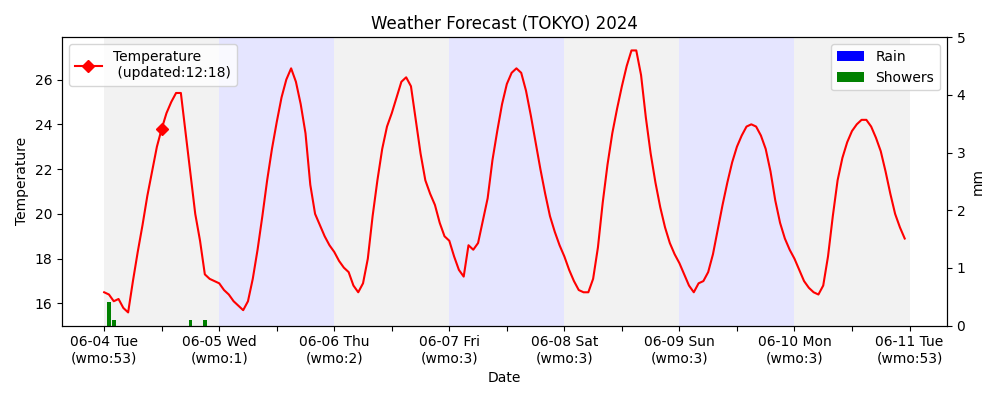 Weather Forecast (TOKYO) 2024
Temperature
(updated:12:18)
Rain
Showers
Temperature
26
24
22
20
18
16
5
4
3
2
1
0
mm
06-04 Tue
(wmo:53)
06-05 Wed
(wmo:1)
06-06 Thu
(wmo:2)
06-07 Fri
(wmo:3)
06-08 Sat
(wmo:3)
06-09 Sun
(wmo:3)
06-10 Mon
(wmo:3)
06-11 Tue
(wmo:53)
Date